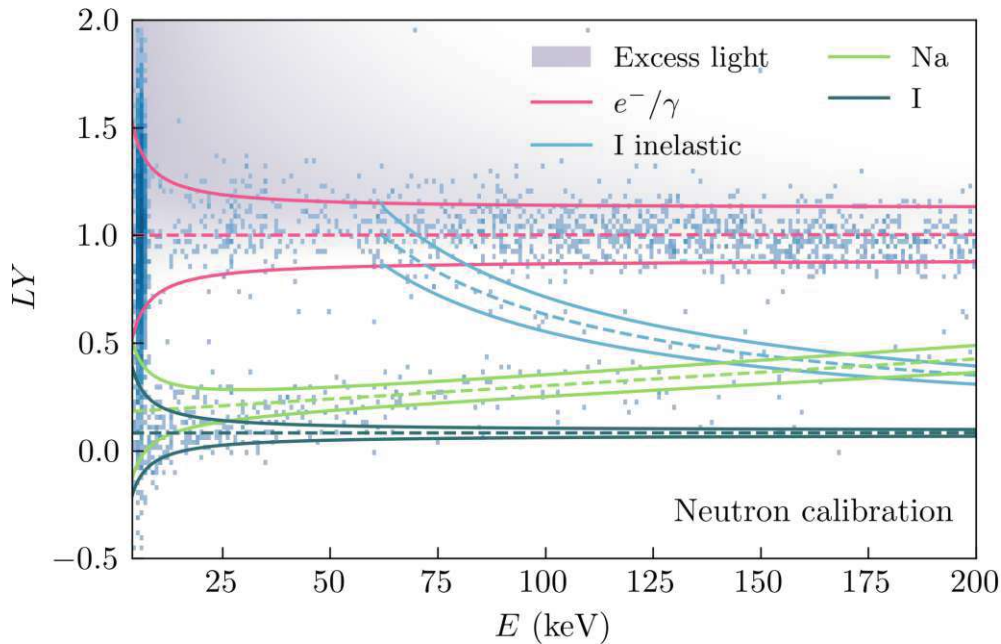 2.0
1.5
1.0
0.5
0.0
−0.5
LY
Excess light
e⁻/γ
I inelastic
Na
I
Neutron calibration
25 50 75 100 125 150 175 200
E (keV)